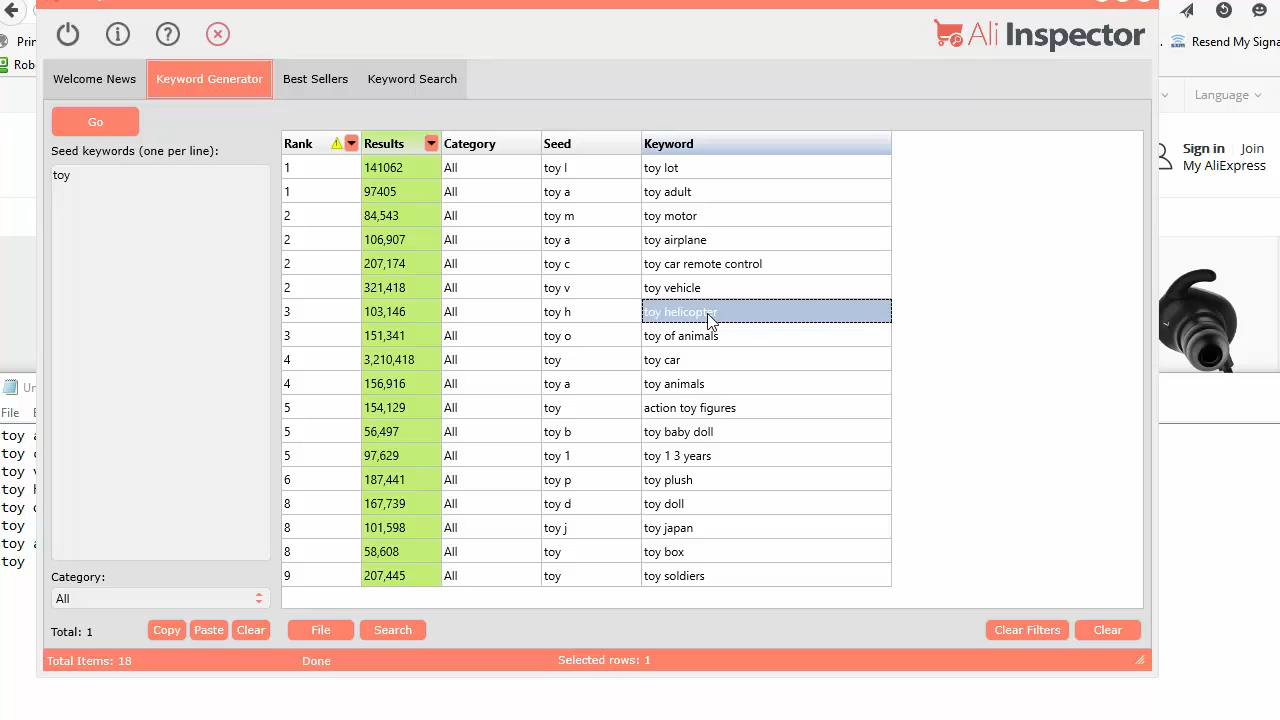 Ali Inspector
Prin
Resend My Signa
Rob
Welcome News Keyword Generator Best Sellers Keyword Search
Language
Go
Seed keywords (one per line):
toy
Sign in Join
My AliExpress
Rank Results Category Seed Keyword
1 141062 All toy l toy lot
1 97405 All toy a toy adult
2 84,543 All toy m toy motor
2 106,907 All toy a toy airplane
2 207,174 All toy c toy car remote control
2 321,418 All toy v toy vehicle
3 103,146 All toy h toy helicopter
3 151,341 All toy o toy of animals
4 3,210,418 All toy toy car
4 156,916 All toy a toy animals
5 154,129 All toy action toy figures
5 56,497 All toy b toy baby doll
5 97,629 All toy 1 toy 1 3 years
6 187,441 All toy p toy plush
8 167,739 All toy d toy doll
8 101,598 All toy j toy japan
8 58,608 All toy toy box
9 207,445 All toy toy soldiers
Un
File E
toy a
toy c
toy v
toy h
toy o
toy
toy a
toy
Category:
All
Total: 1 Copy Paste Clear File Search Clear Filters Clear
Total Items: 18 Done Selected rows: 1